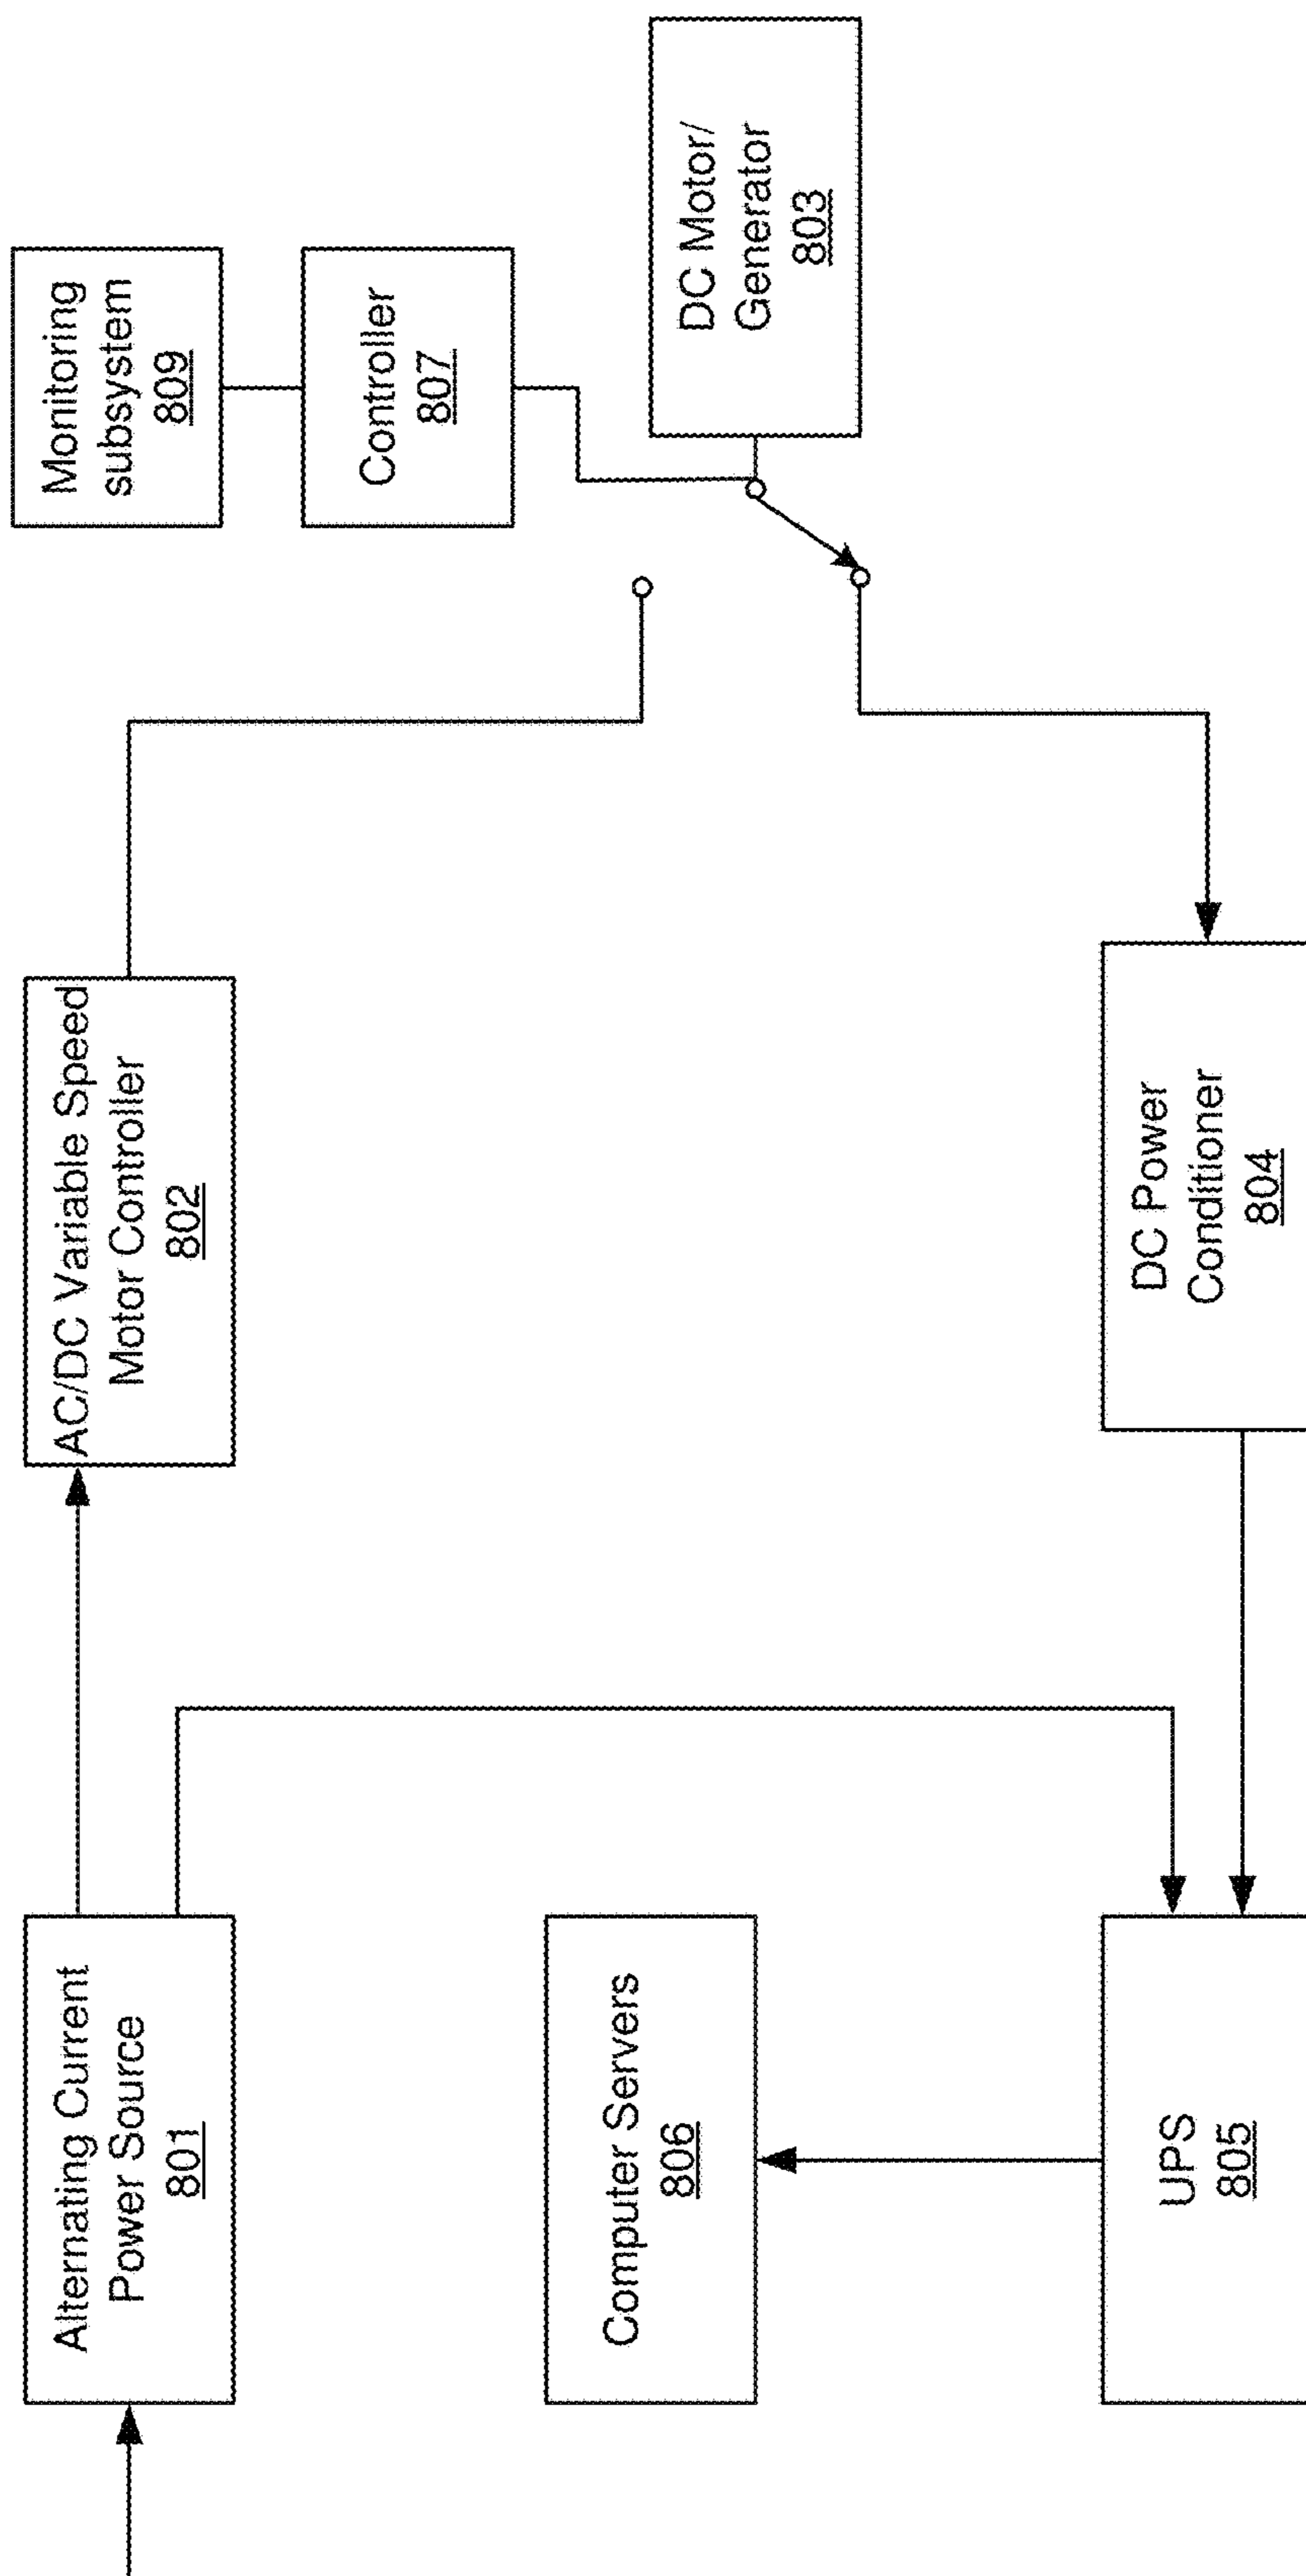 Alternating Current
Power Source
801
AC/DC Variable Speed
Motor Controller
802
Monitoring
subsystem
809
Controller
807
DC Motor/
Generator
803
Computer Servers
806
UPS
805
DC Power
Conditioner
804